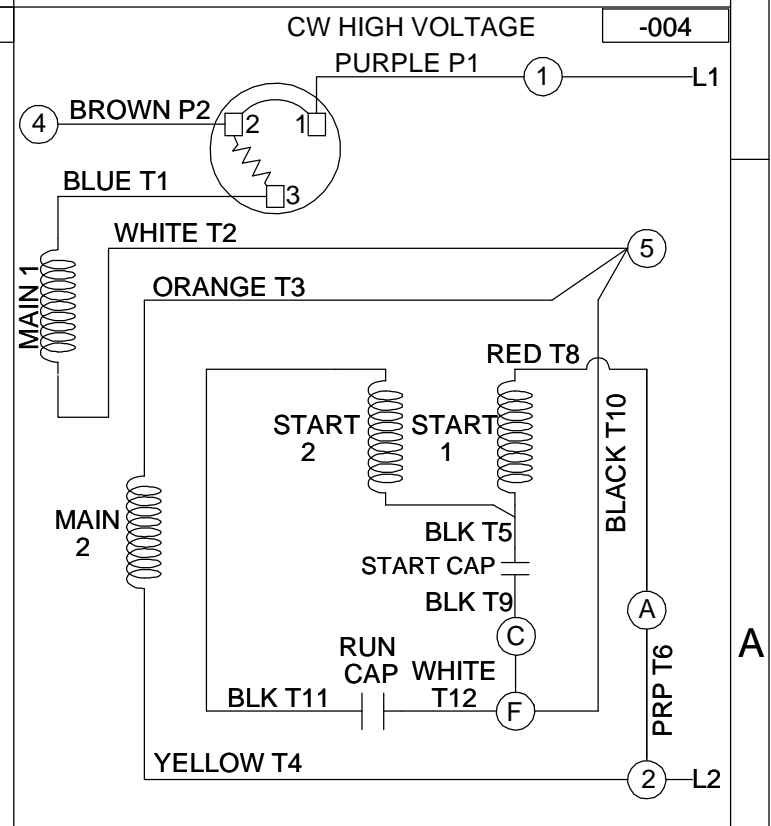 CW HIGH VOLTAGE
-004
PURPLE P1
1
L1
4
BROWN P2
2
1
BLUE T1
3
WHITE T2
5
MAIN 1
ORANGE T3
RED T8
START
2
START
1
BLACK T10
MAIN
2
BLK T5
START CAP
BLK T9
A
C
RUN
CAP
WHITE
T12
A
PRP T6
BLK T11
F
YELLOW T4
2
L2